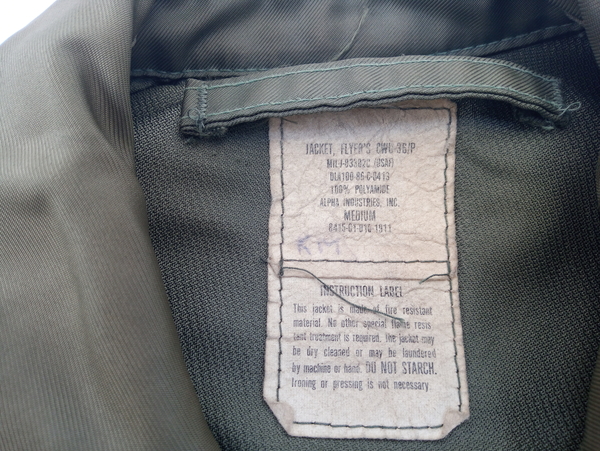 JACKET, FLYER'S CWU-36/P
MIL-J-83382C (USAF)
DLA100-86-C-0419
100% POLYAMIDE
ALPHA INDUSTRIES, INC.
MEDIUM
8415-01-010-1911
KM
INSTRUCTION LABEL
This jacket is made of fire resistant
material. No other special flame resis
tant treatment is required. The jacket may
be dry cleaned or may be laundered
by machine or hand. DO NOT STARCH.
Ironing or pressing is not necessary